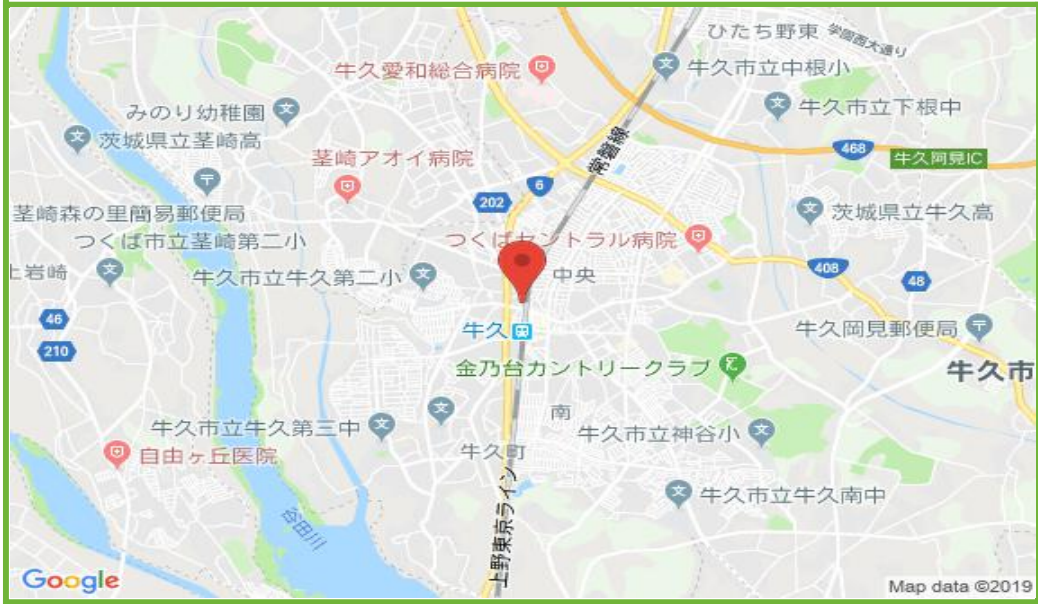 ひたち野東
学園西大通り
牛久愛和総合病院
牛久市立中根小
みのり幼稚園
牛久市立下根中
茨城県立茎崎高
常磐線
468
牛久阿見IC
茎崎アオイ病院
6
202
茎崎森の里簡易郵便局
茨城県立牛久高
つくば市立茎崎第二小
つくばセントラル病院
上岩崎
牛久市立牛久第二小
中央
408
48
46
牛久
牛久岡見郵便局
210
金乃台カントリークラブ
牛久市
南
牛久市立牛久第三中
牛久市立神谷小
自由ヶ丘医院
牛久町
牛久市立牛久南中
谷田川
上野東京ライン
Google
Map data ©2019